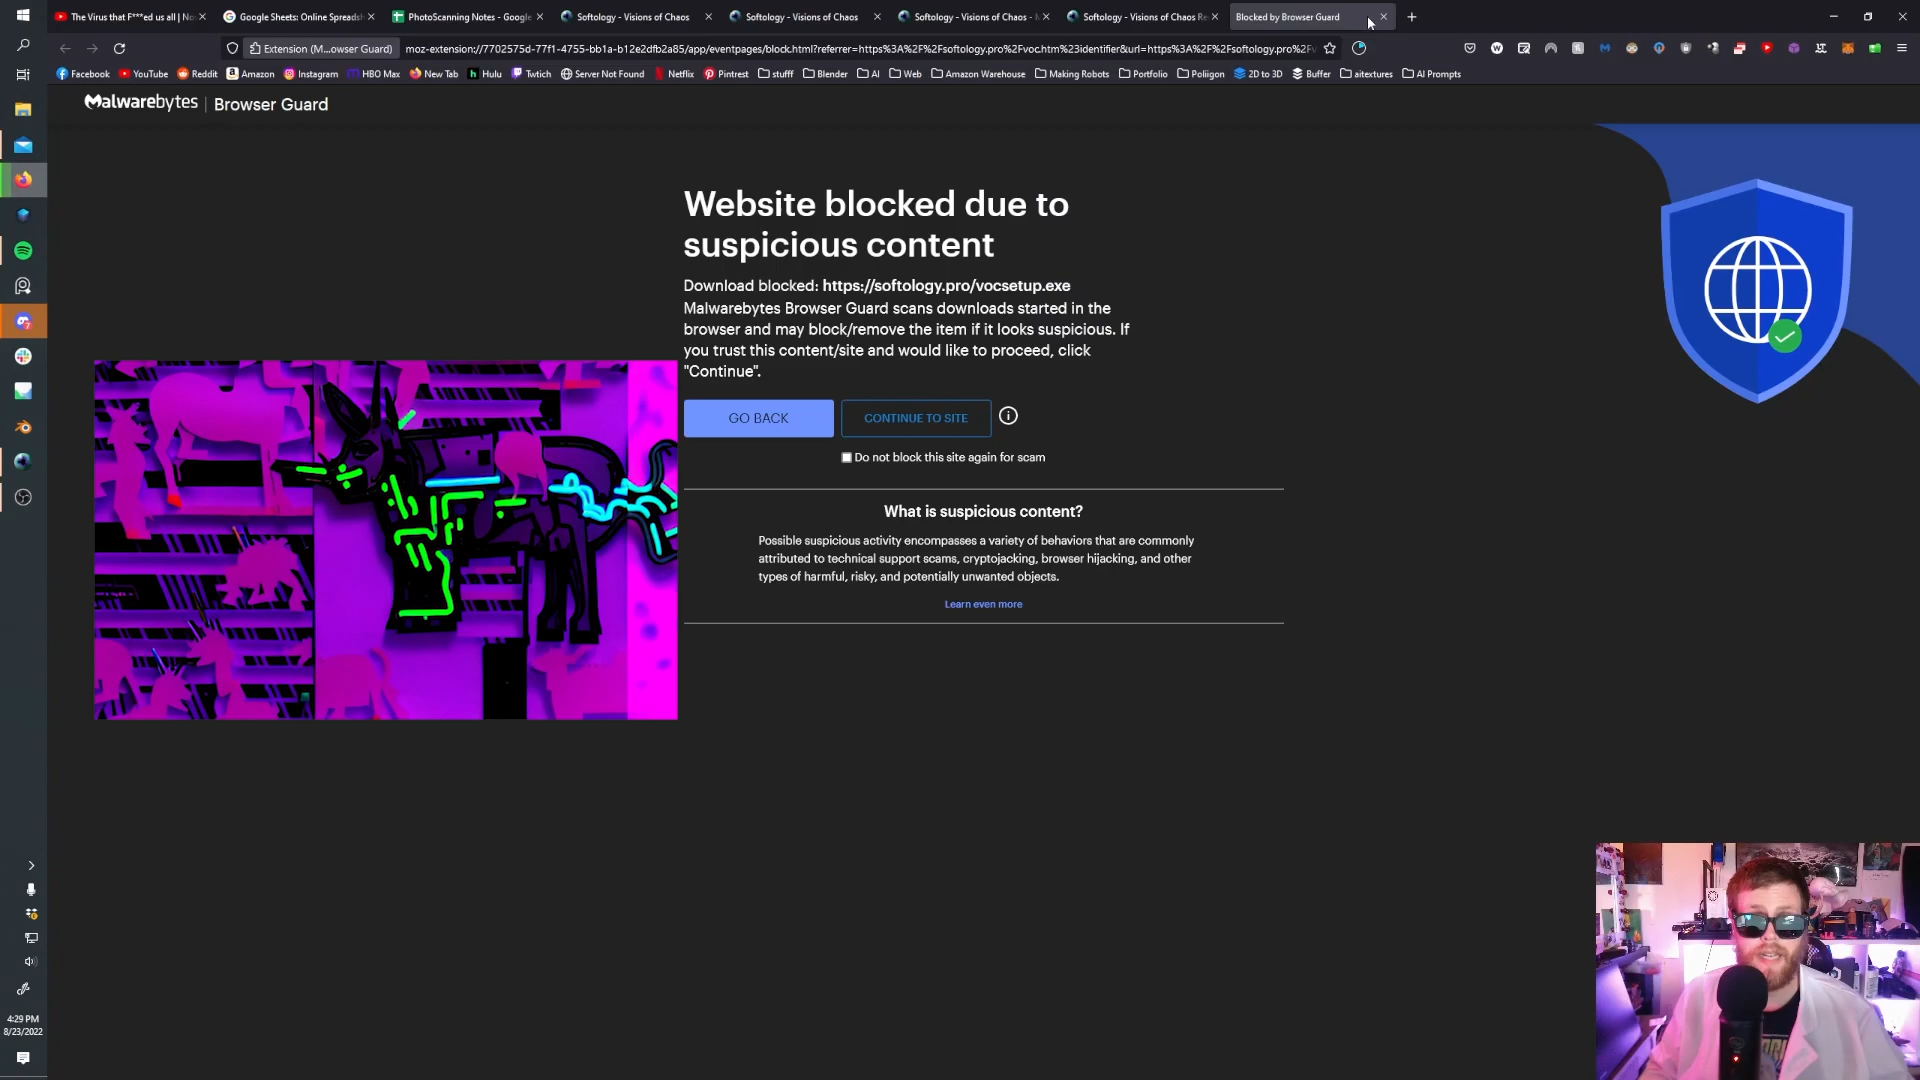 The Virus that F***ed us all | No
Google Sheets: Online Spreads
PhotoScanning Notes - Google
Softology - Visions of Chaos
Softology - Visions of Chaos
Softology - Visions of Chaos -
Softology - Visions of Chaos Re
Blocked by Browser Guard
Extension (M...owser Guard)
moz-extension://7702575d-77f1-4755-bb1a-b12e2dfb2a85/app/eventpages/block.html?referrer=https%3A%2F%2Fsoftology.pro%2Fvoc.htm%23identifier&url=https%3A%2F%2Fsoftology.pro%2Fv
Facebook YouTube Reddit Amazon Instagram HBO Max New Tab Hulu Twitch Server Not Found Netflix Pintrest stufff Blender AI Web Amazon Warehouse Making Robots Portfolio Poliigon 2D to 3D Buffer aitextures AI Prompts
Malwarebytes | Browser Guard
Website blocked due to
suspicious content
Download blocked: https://softology.pro/vocsetup.exe
Malwarebytes Browser Guard scans downloads started in the
browser and may block/remove the item if it looks suspicious. If
you trust this content/site and would like to proceed, click
"Continue".
GO BACK
CONTINUE TO SITE
Do not block this site again for scam
What is suspicious content?
Possible suspicious activity encompasses a variety of behaviors that are commonly
attributed to technical support scams, cryptojacking, browser hijacking, and other
types of harmful, risky, and potentially unwanted objects.
Learn even more
4:29 PM
8/23/2022